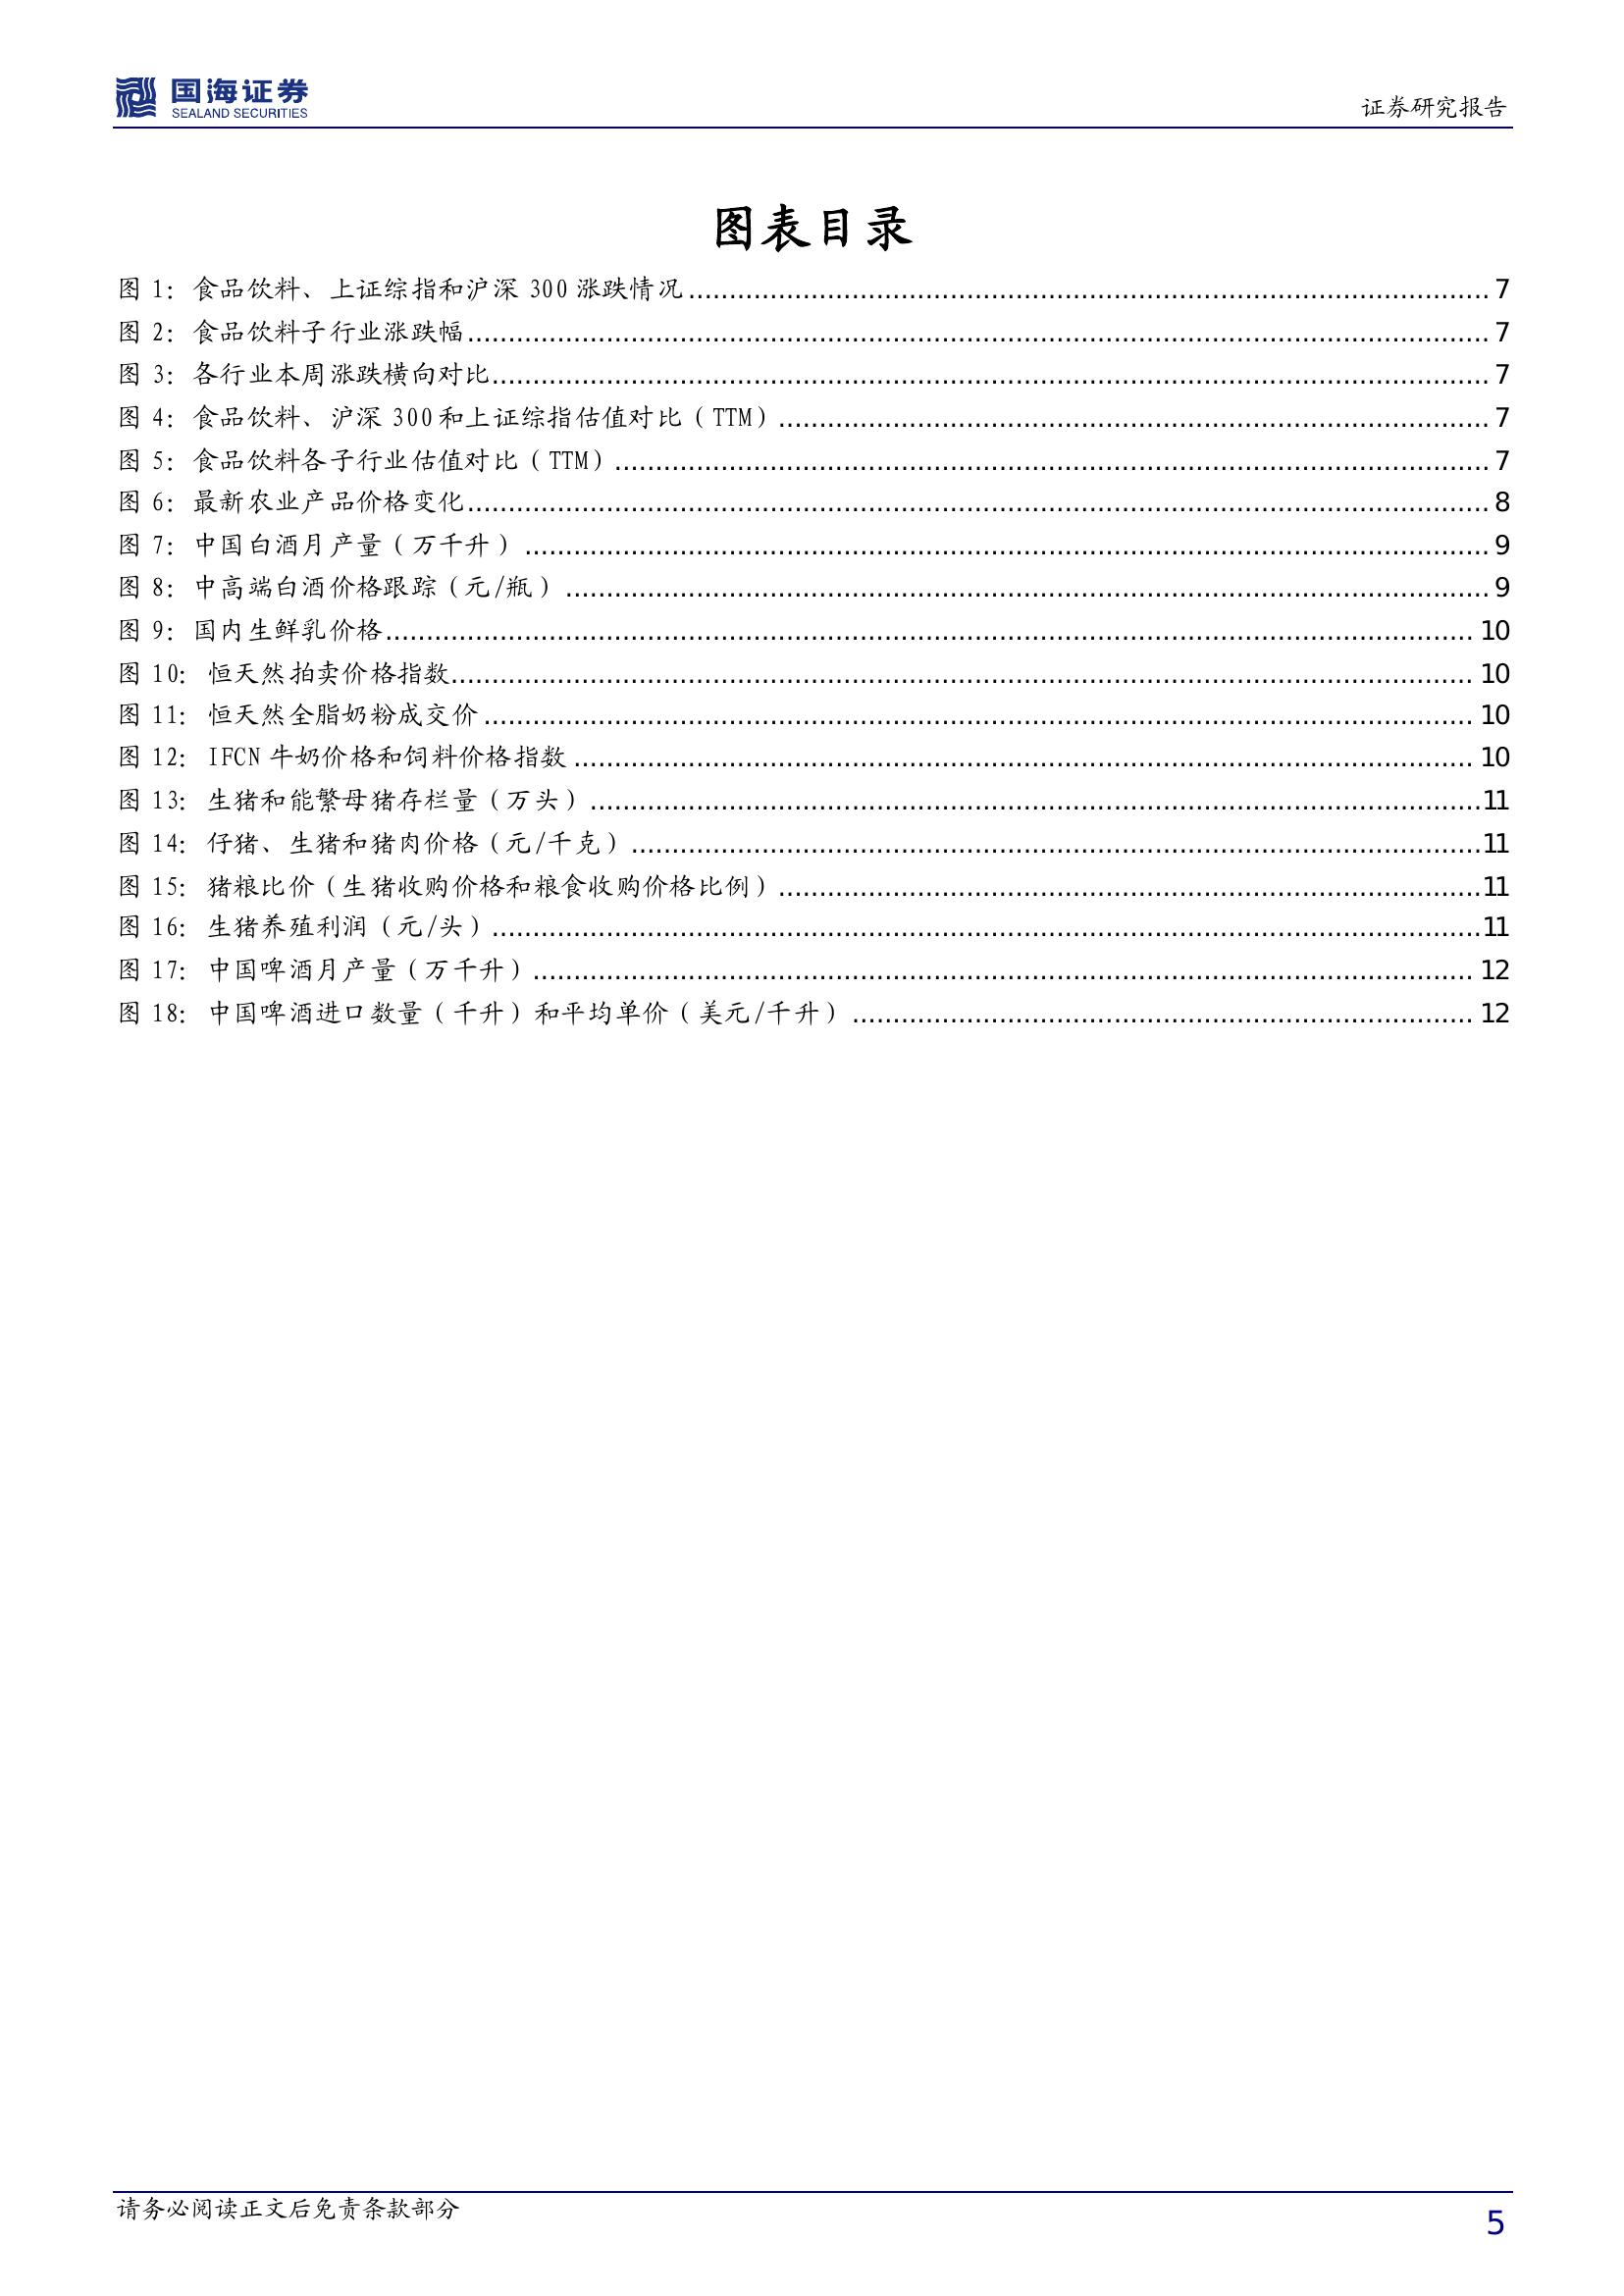 国海证券
SEALAND SECURITIES
证券研究报告
图表目录
图 1：食品饮料、上证综指和沪深 300 涨跌情况 7
图 2：食品饮料子行业涨跌幅 7
图 3：各行业本周涨跌横向对比 7
图 4：食品饮料、沪深 300 和上证综指估值对比（TTM） 7
图 5：食品饮料各子行业估值对比（TTM） 7
图 6：最新农业产品价格变化 8
图 7：中国白酒月产量（万千升） 9
图 8：中高端白酒价格跟踪（元/瓶） 9
图 9：国内生鲜乳价格 10
图 10：恒天然拍卖价格指数 10
图 11：恒天然全脂奶粉成交价 10
图 12：IFCN 牛奶价格和饲料价格指数 10
图 13：生猪和能繁母猪存栏量（万头） 11
图 14：仔猪、生猪和猪肉价格（元/千克） 11
图 15：猪粮比价（生猪收购价格和粮食收购价格比例） 11
图 16：生猪养殖利润（元/头） 11
图 17：中国啤酒月产量（万千升） 12
图 18：中国啤酒进口数量（千升）和平均单价（美元/千升） 12
请务必阅读正文后免责条款部分
5